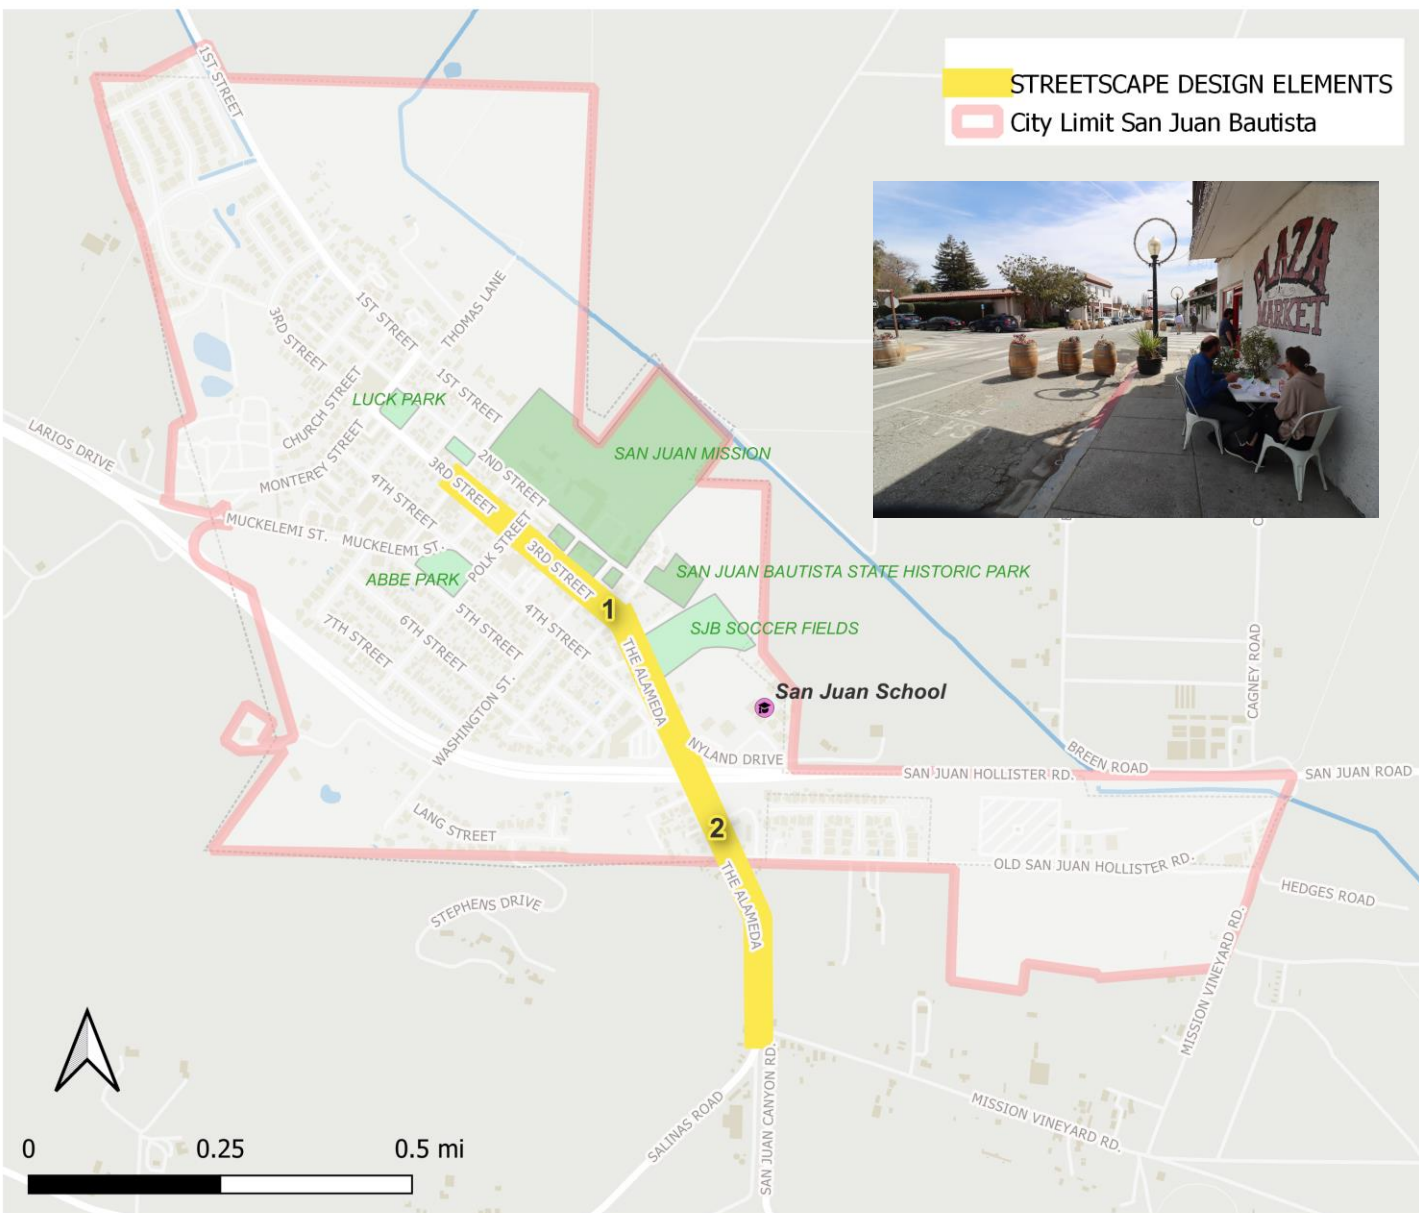 STREETSCAPE DESIGN ELEMENTS
City Limit San Juan Bautista
PLAZA
MARKET
1ST STREET
THOMAS LANE
1ST STREET
3RD STREET
1ST STREET
LUCK PARK
CHURCH STREET
LARIOS DRIVE
MONTEREY STREET
SAN JUAN MISSION
2ND STREET
3RD STREET
4TH STREET
MUCKELEMI ST.
MUCKELEMI ST.
POLK STREET
3RD STREET
ABBE PARK
SAN JUAN BAUTISTA STATE HISTORIC PARK
1
SJB SOCCER FIELDS
4TH STREET
5TH STREET
6TH STREET
7TH STREET
THE ALAMEDA
San Juan School
CAGNEY ROAD
WASHINGTON ST.
NYLAND DRIVE
BREEN ROAD
SAN JUAN HOLLISTER RD.
SAN JUAN ROAD
LANG STREET
2
OLD SAN JUAN HOLLISTER RD.
THE ALAMEDA
HEDGES ROAD
STEPHENS DRIVE
MISSION VINEYARD RD.
SALINAS ROAD
SAN JUAN CANYON RD.
MISSION VINEYARD RD.
0 0.25 0.5 mi